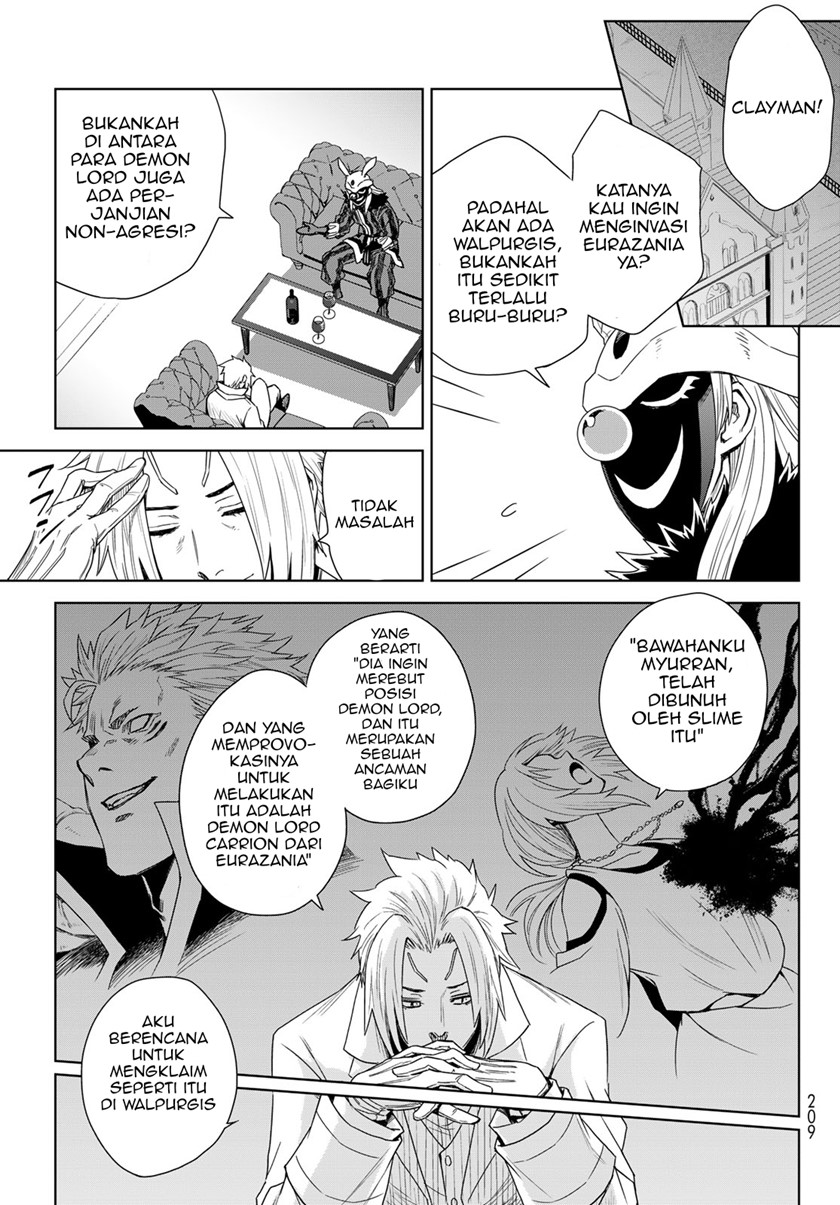 CLAYMAN!
KATANYA
KAU INGIN
MENGINVASI
EURAZANIA
YA?
PADAHAL
AKAN ADA
WALPURGIS,
BUKANKAH
ITU SEDIKIT
TERLALU
BURU-BURU?
BUKANKAH
DI ANTARA
PARA DEMON
LORD JUGA
ADA PER-
JANJIAN
NON-AGRESI?
TIDAK
MASALAH
"BAWAHANKU
MYURRAN,
TELAH
DIBUNUH
OLEH SLIME
ITU"
YANG
BERARTI
"DIA INGIN
MEREBUT
POSISI
DEMON LORD,
DAN ITU
MERUPAKAN
SEBUAH
ANCAMAN
BAGIKU
DAN YANG
MEMPROVO-
KASINYA
UNTUK
MELAKUKAN
ITU ADALAH
DEMON LORD
CARRION DARI
EURAZANIA"
AKU
BERENCANA
UNTUK
MENGKLAIM
SEPERTI ITU
DI WALPURGIS
209